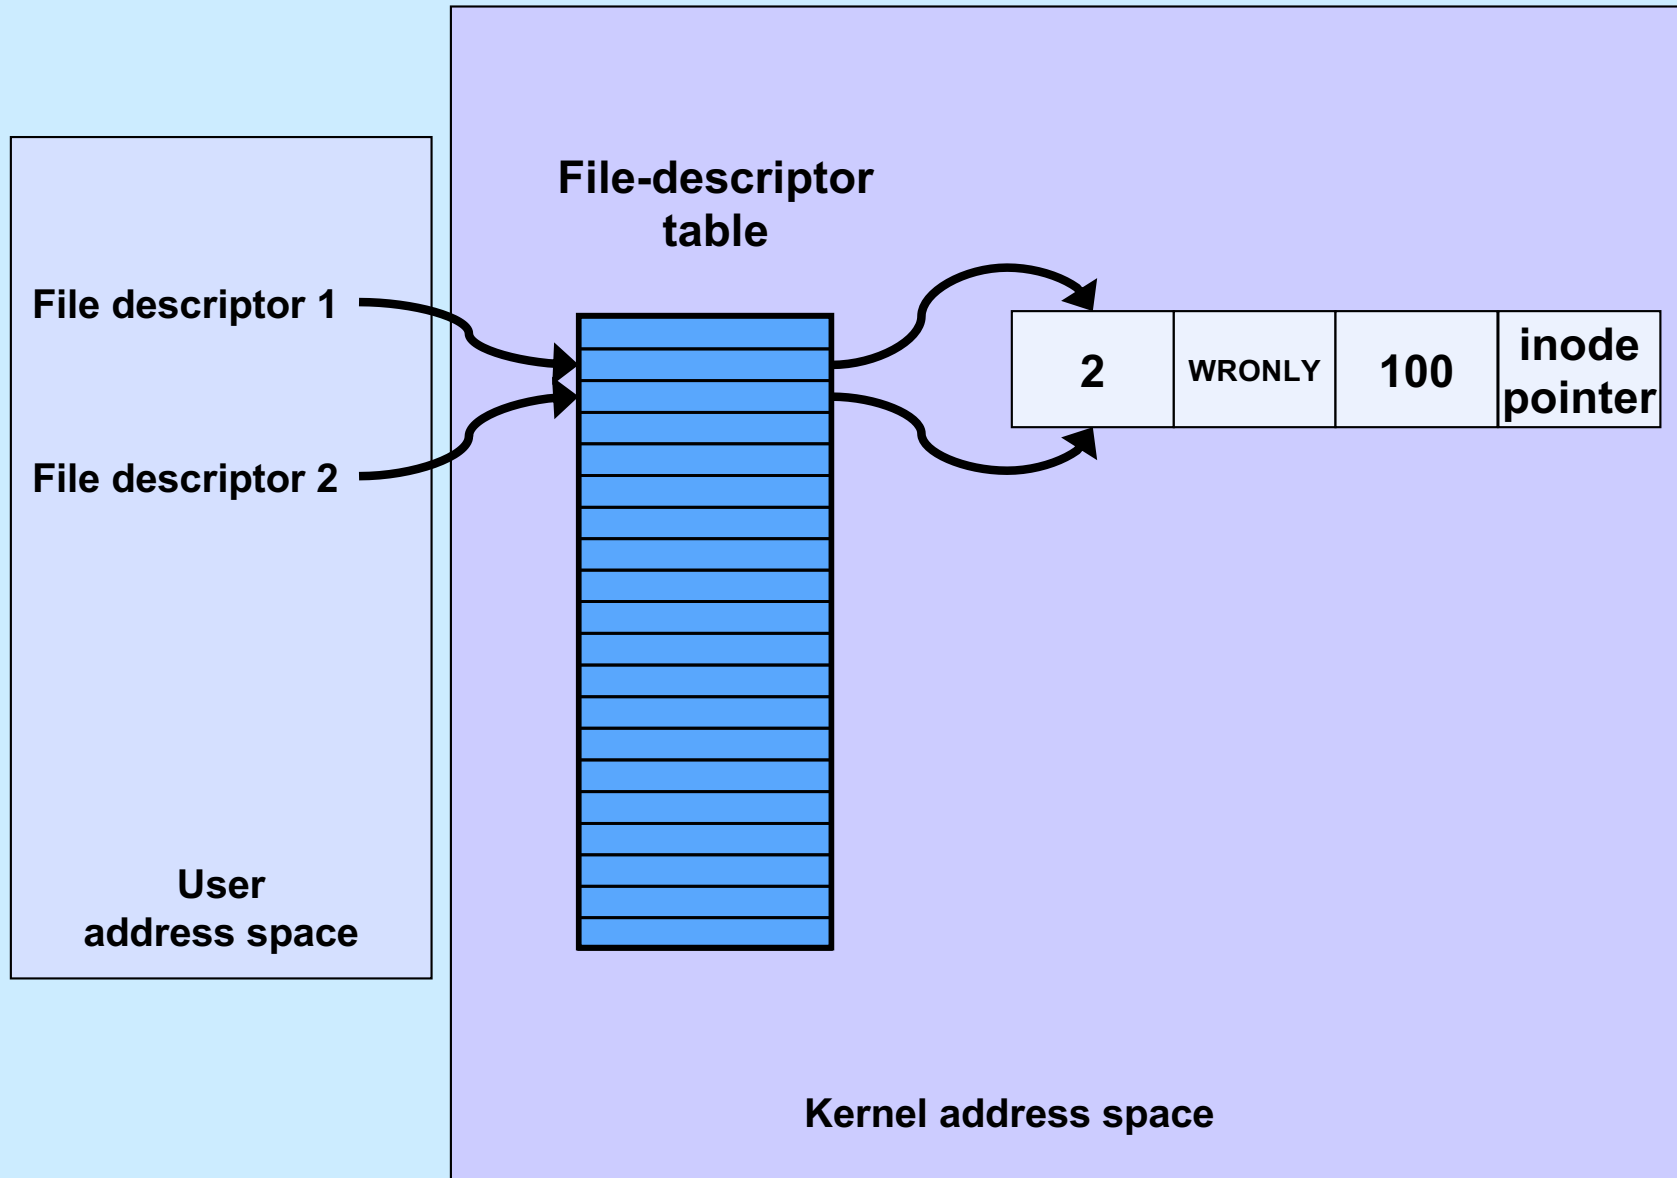 File-descriptor
table
File descriptor 1
File descriptor 2
2
WRONLY
100
inode
pointer
User
address space
Kernel address space